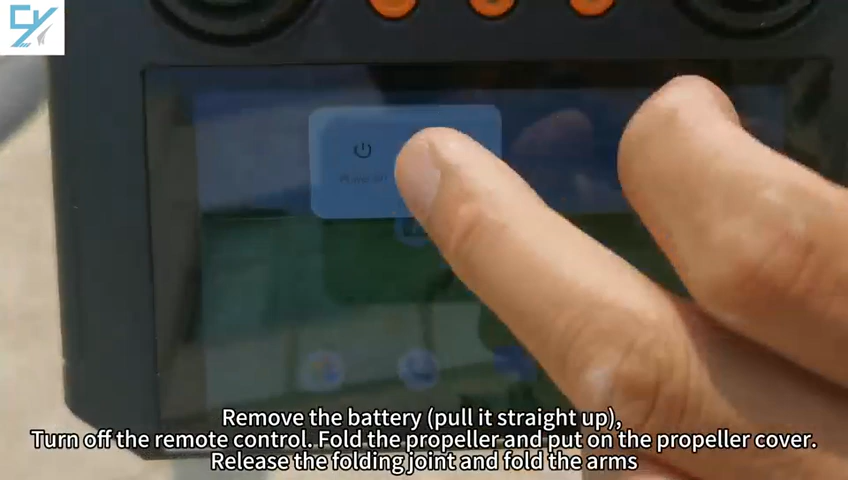 Remove the battery (pull it straight up),
Turn off the remote control. Fold the propeller and put on the propeller cover.
Release the folding joint and fold the arms